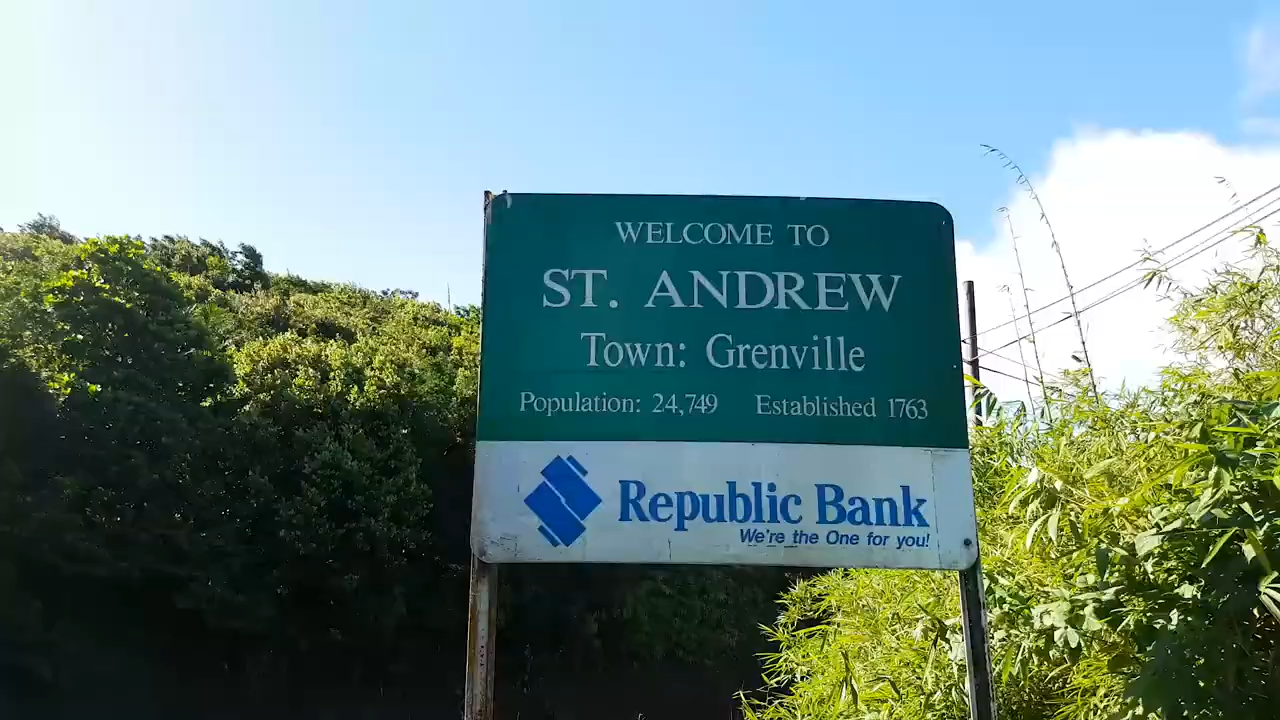 WELCOME TO
ST. ANDREW
Town: Grenville
Population: 24,749 Established 1763
Republic Bank
We're the One for you!